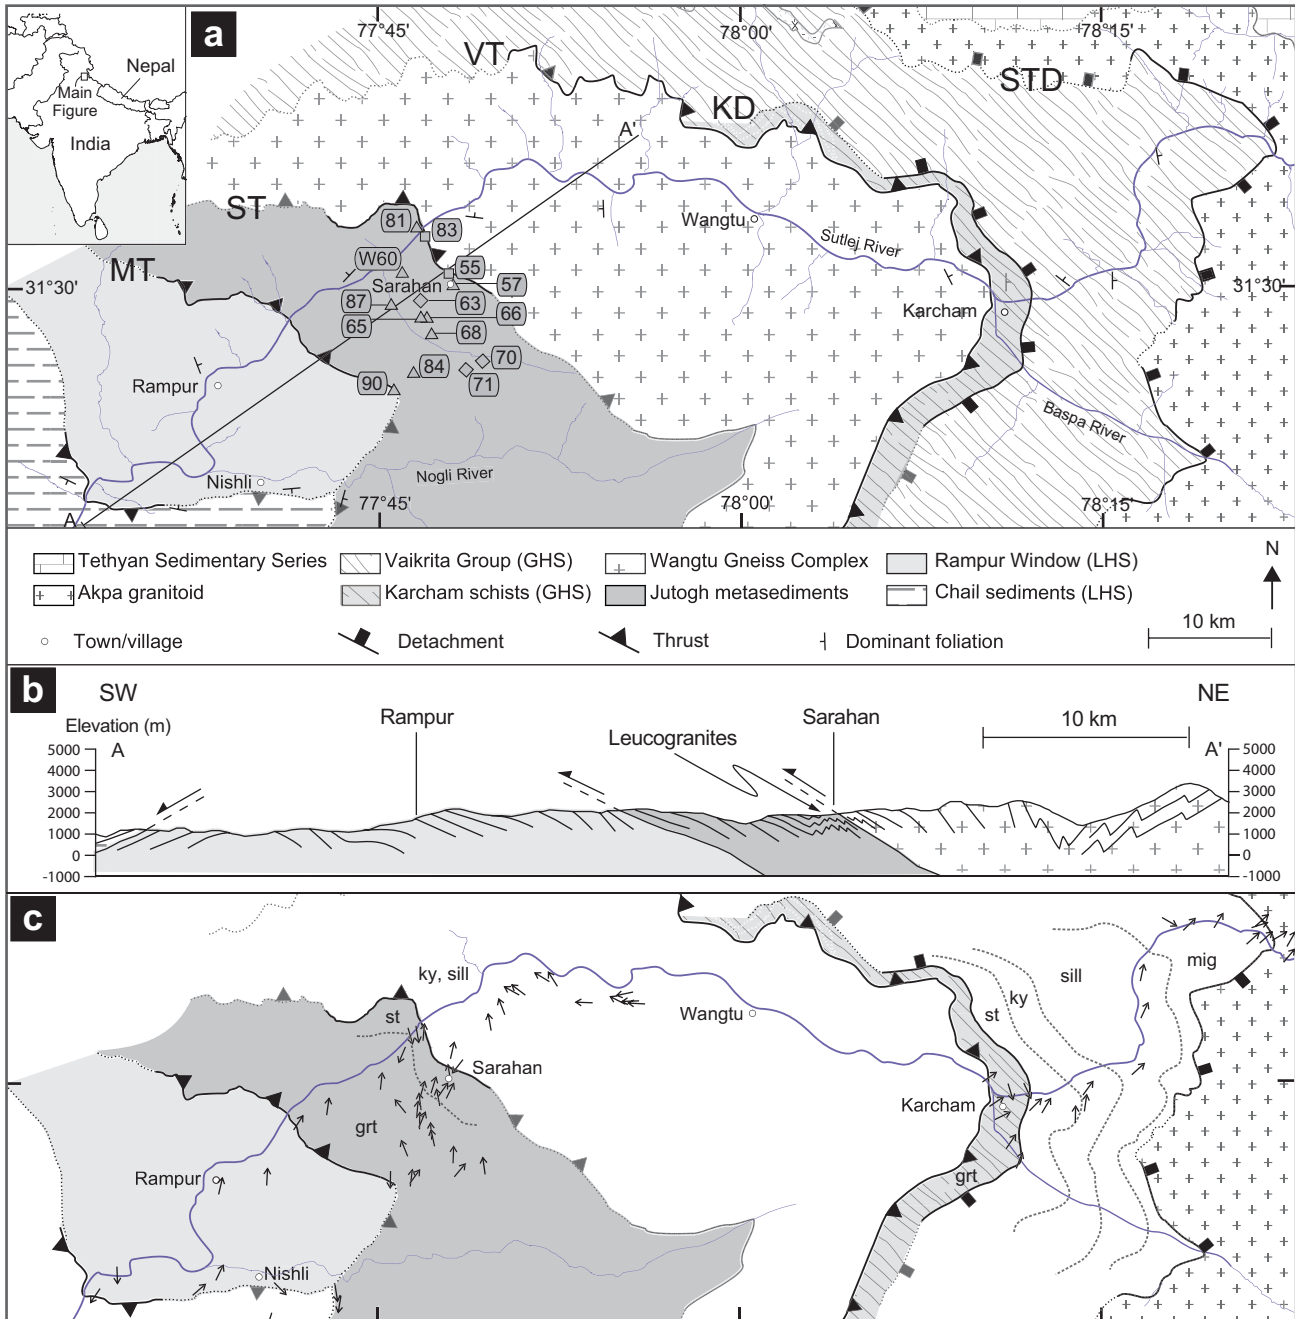 a
Nepal
Main
Figure
India
77°45'
78°00'
78°15'
VT
STD
KD
A'
ST
81
83
Wangtu
Sutlej River
W60
55
MT
Sarahan
57
31°30'
31°30'
87
63
66
65
68
Karcham
70
84
71
90
Rampur
Baspa River
Nogli River
Nishli
77°45'
78°00'
78°15'
A
Tethyan Sedimentary Series
Vaikrita Group (GHS)
Wangtu Gneiss Complex
Rampur Window (LHS)
N
Akpa granitoid
Karcham schists (GHS)
Jutogh metasediments
Chail sediments (LHS)
10 km
Town/village
Detachment
Thrust
Dominant foliation
b
SW
NE
Rampur
Sarahan
10 km
Elevation (m)
Leucogranites
A
A'
5000
4000
3000
2000
1000
0
-1000
5000
4000
3000
2000
1000
0
-1000
c
ky, sill
sill
mig
ky
st
st
Wangtu
Sarahan
Karcham
grt
Rampur
grt
Nishli